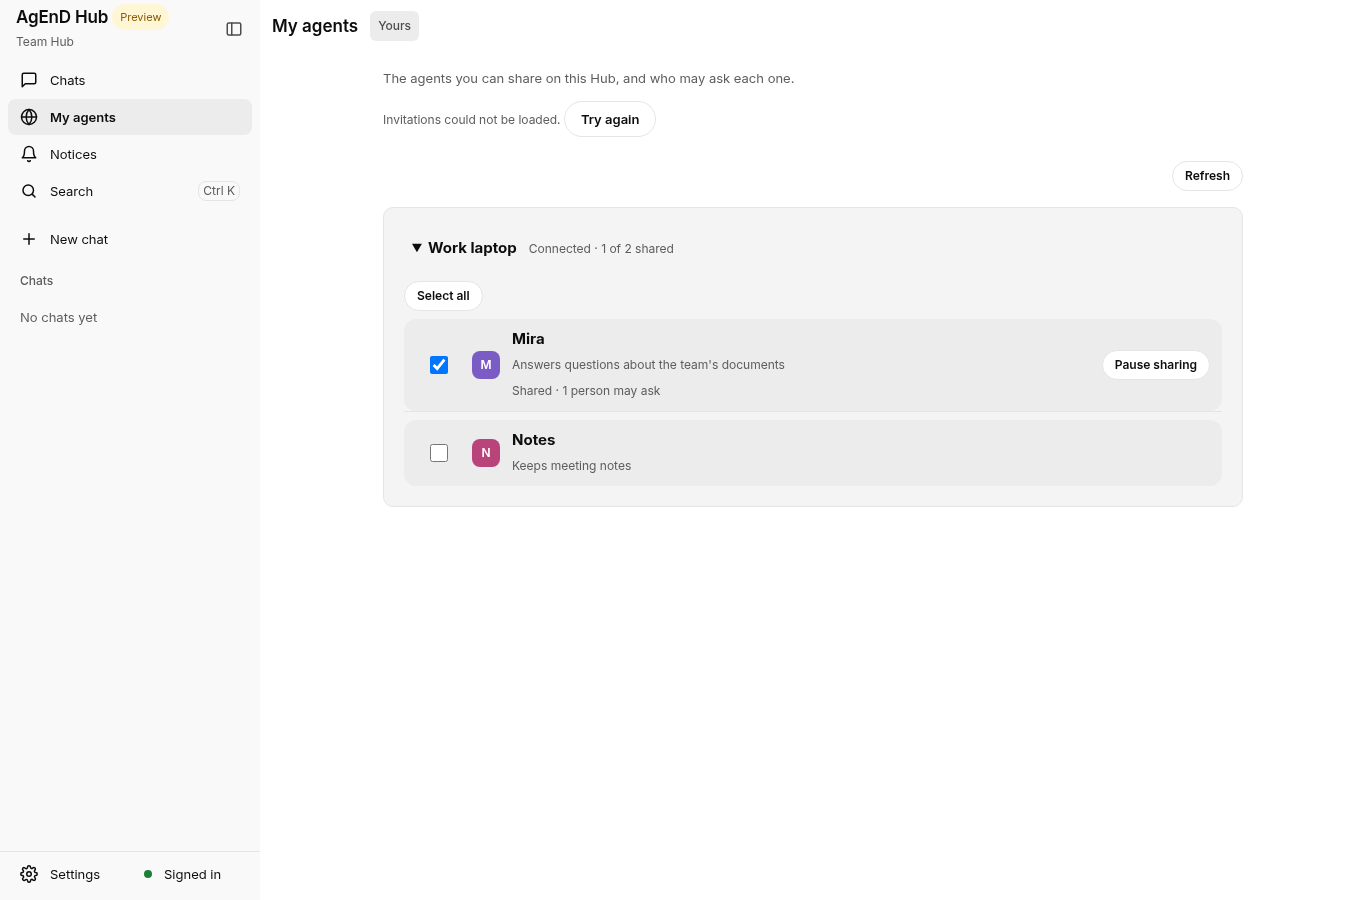 AgEnD Hub Preview
Team Hub
Chats
My agents
Notices
Search Ctrl K
New chat
Chats
No chats yet
Settings Signed in
My agents Yours
The agents you can share on this Hub, and who may ask each one.
Invitations could not be loaded. Try again
Refresh
Work laptop Connected · 1 of 2 shared
Select all
Mira
M Answers questions about the team's documents Pause sharing
Shared · 1 person may ask
Notes
N
Keeps meeting notes